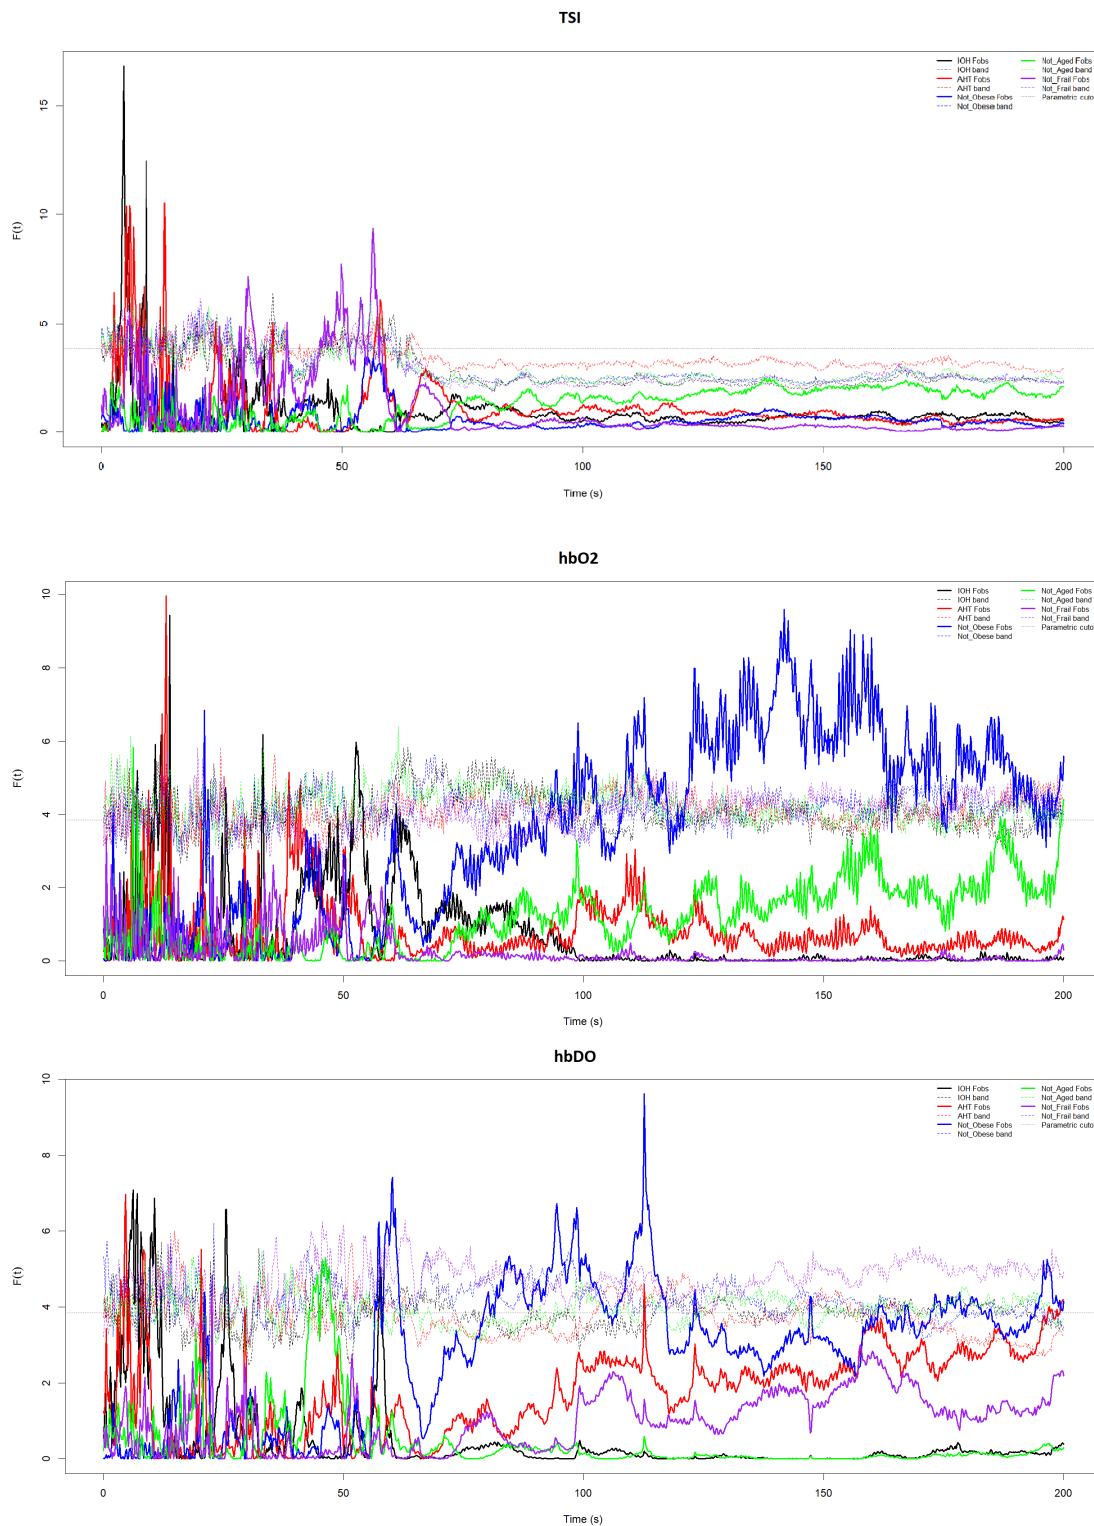 TSI
IOH Fobs
IOH band
AHT Fobs
AHT band
Not_Obese Fobs
Not_Obese band
Not_Aged Fobs
Not_Aged band
Not_Frail Fobs
Not_Frail band
Parametric cuto
F(t)
15
10
5
0
0 50 100 150 200
Time (s)
hbO2
IOH Fobs
IOH band
AHT Fobs
AHT band
Not_Obese Fobs
Not_Obese band
Not_Aged Fobs
Not_Aged band
Not_Frail Fobs
Not_Frail band
Parametric cuto
F(t)
10
8
6
4
2
0
0 50 100 150 200
Time (s)
hbDO
IOH Fobs
IOH band
AHT Fobs
AHT band
Not_Obese Fobs
Not_Obese band
Not_Aged Fobs
Not_Aged band
Not_Frail Fobs
Not_Frail band
Parametric cuto
F(t)
10
8
6
4
2
0
0 50 100 150 200
Time (s)